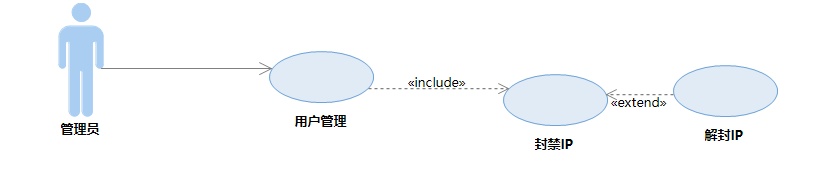 «include»
«extend»
管理员
用户管理
封禁IP
解封IP